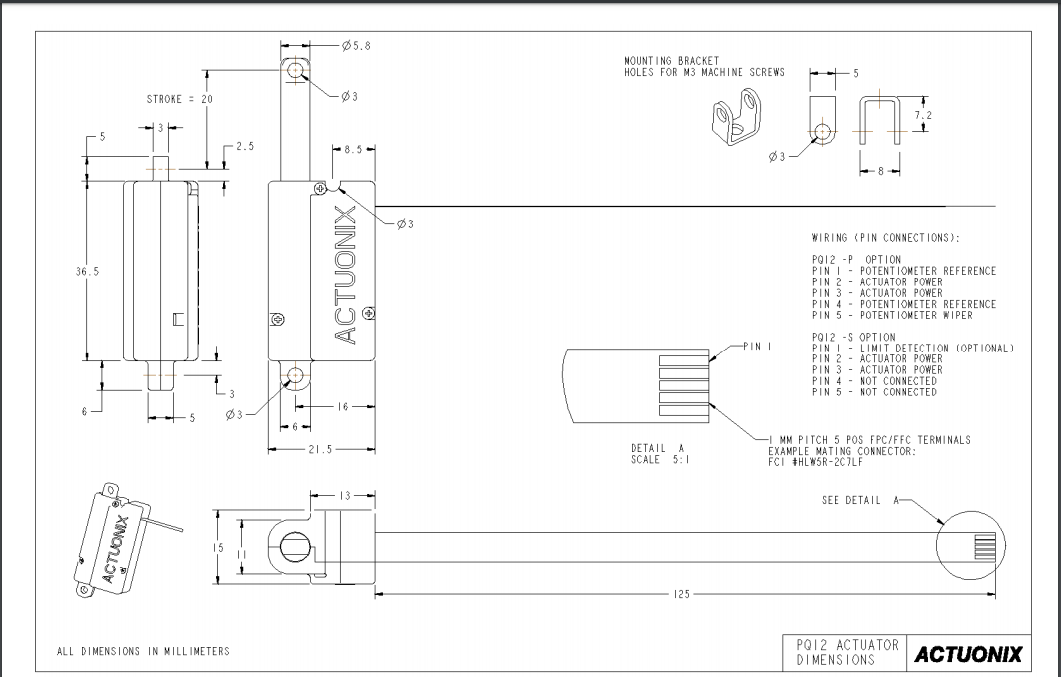 Ø5.8
STROKE = 20
Ø3
5
3
2.5
8.5
Ø3
36.5
ACTUONIX
3
6
5
Ø3
16
6
21.5
MOUNTING BRACKET
HOLES FOR M3 MACHINE SCREWS
5
7.2
Ø3
8
WIRING (PIN CONNECTIONS):
PQ12 -P OPTION
PIN 1 - POTENTIOMETER REFERENCE
PIN 2 - ACTUATOR POWER
PIN 3 - ACTUATOR POWER
PIN 4 - POTENTIOMETER REFERENCE
PIN 5 - POTENTIOMETER WIPER
PQ12 -S OPTION
PIN 1 - LIMIT DETECTION (OPTIONAL)
PIN 2 - ACTUATOR POWER
PIN 3 - ACTUATOR POWER
PIN 4 - NOT CONNECTED
PIN 5 - NOT CONNECTED
PIN 1
1 MM PITCH 5 POS FPC/FFC TERMINALS
EXAMPLE MATING CONNECTOR:
FCI #HLW5R-2C7LF
DETAIL A
SCALE 5:1
SEE DETAIL A
ACTUONIX
13
15
11
125
ALL DIMENSIONS IN MILLIMETERS
PQ12 ACTUATOR
DIMENSIONS
ACTUONIX